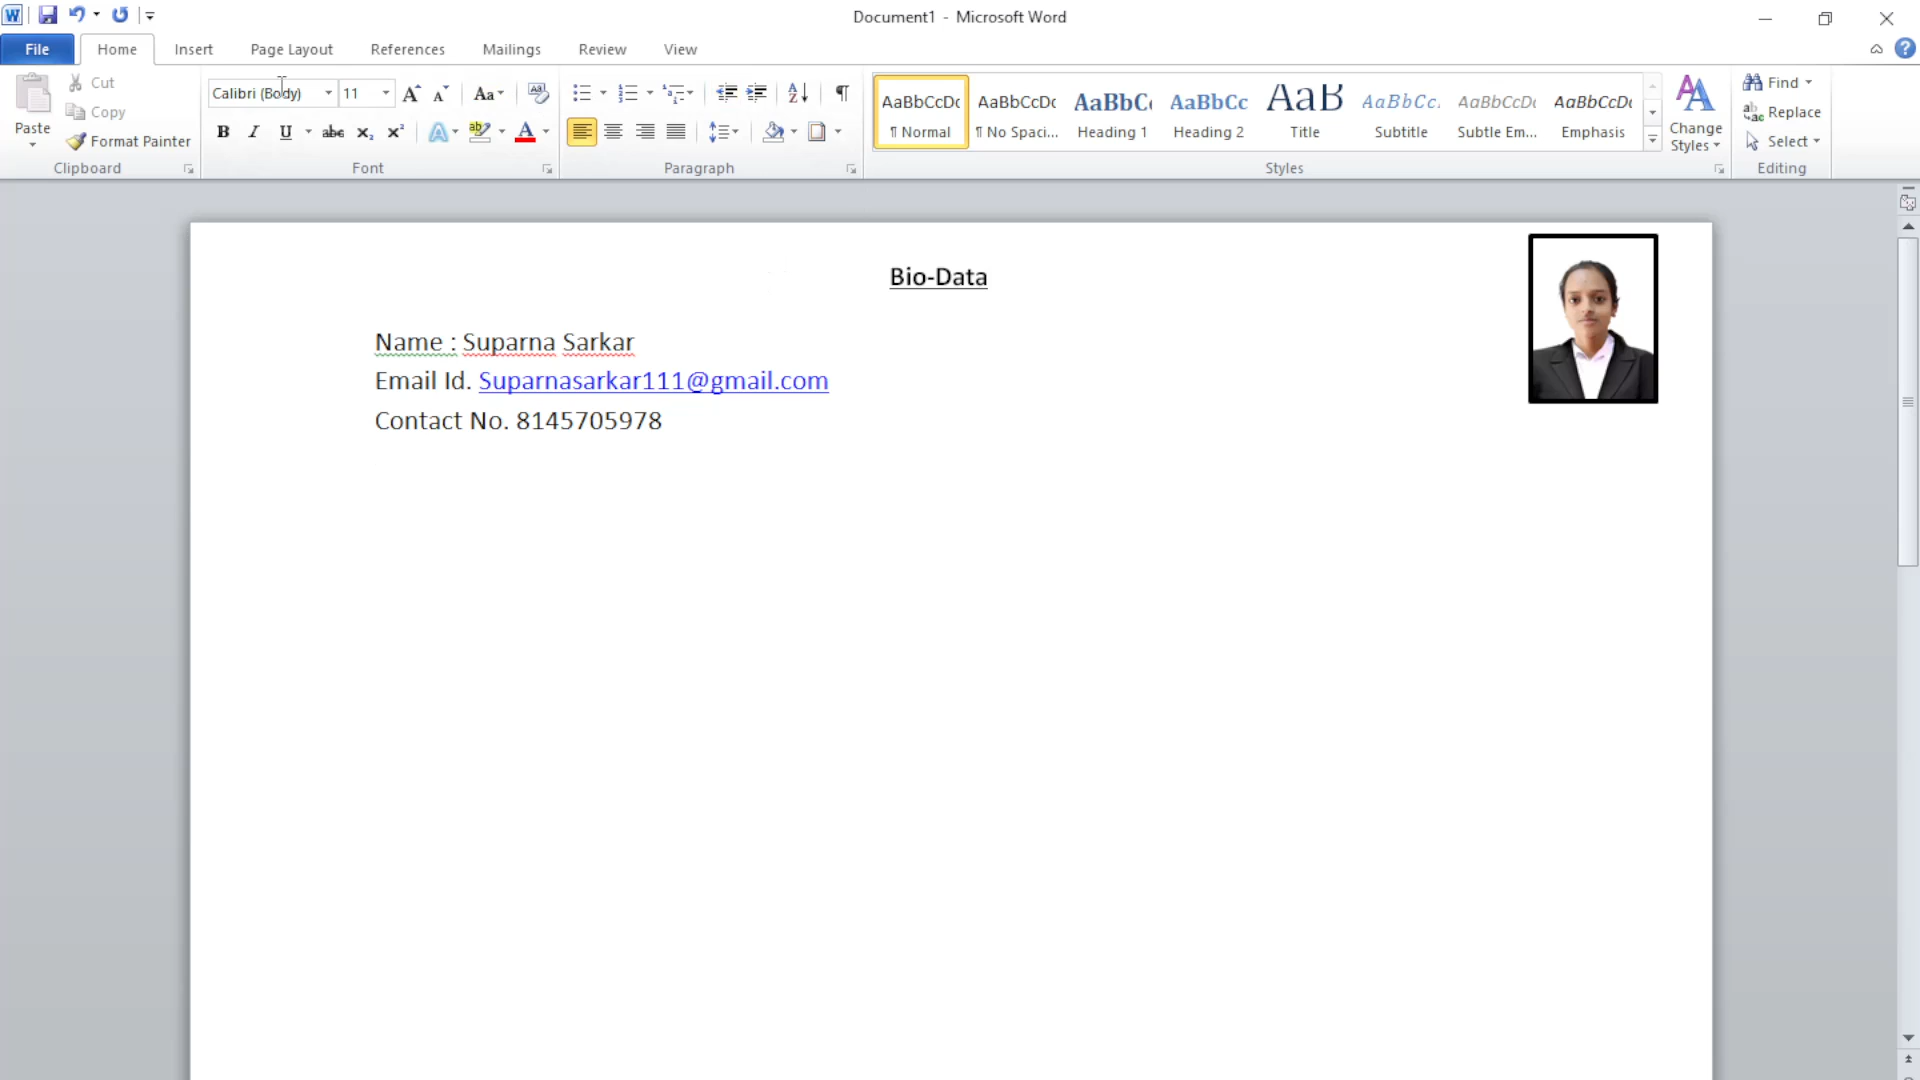 Document1 - Microsoft Word
File Home Insert Page Layout References Mailings Review View
Paste
Cut
Copy
Format Painter
Clipboard
Calibri (Body) 11
Font
Paragraph
AaBbCcDc AaBbCcDc AaBbC AaBbCc AaB AaBbCc. AaBbCcDc AaBbCcDc
¶ Normal ¶ No Spaci... Heading 1 Heading 2 Title Subtitle Subtle Em... Emphasis
Change
Styles
Styles
Find
Replace
Select
Editing
Bio-Data
Name : Suparna Sarkar
Email Id. Suparnasarkar111@gmail.com
Contact No. 8145705978